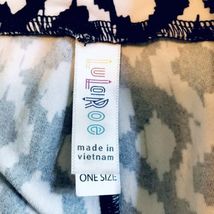 LuLaRoe
made in
vietnam
ONE SIZE